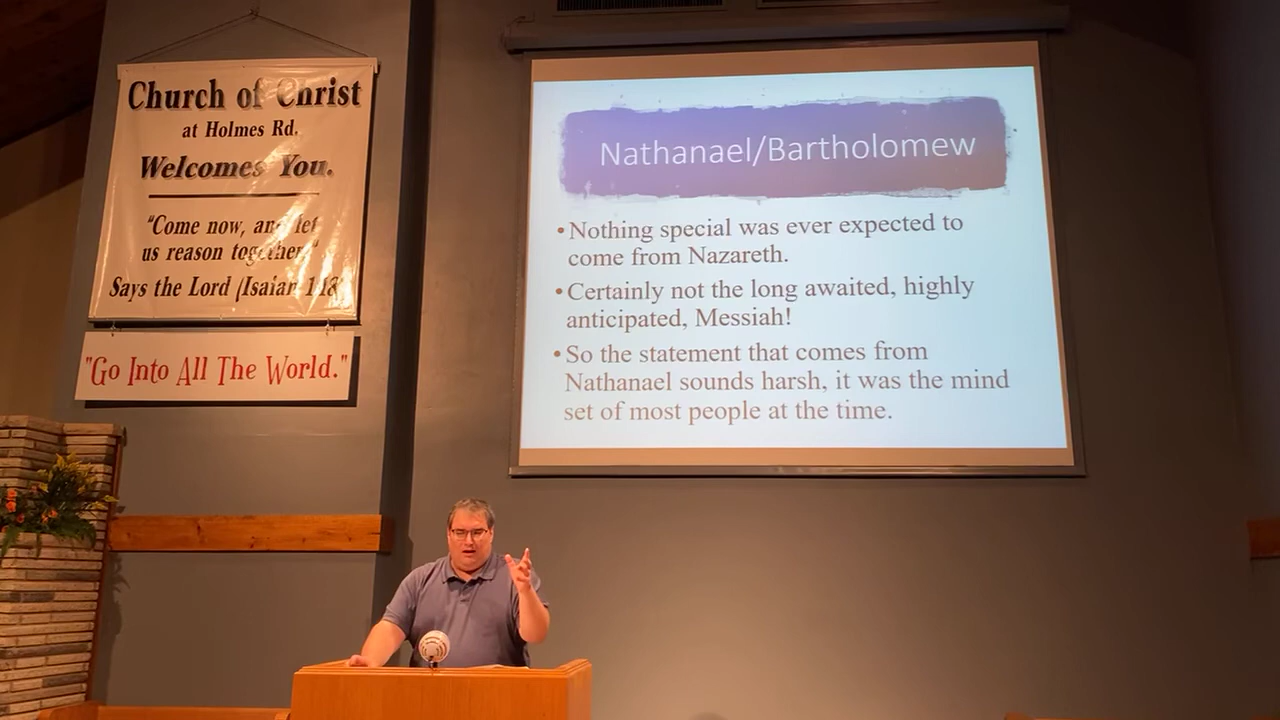 Church of Christ
at Holmes Rd.
Welcomes You.
"Come now, and let
us reason together,"
Says the Lord (Isaiah 1:18)
"Go Into All The World."
Nathanael/Bartholomew
•Nothing special was ever expected to
come from Nazareth.
•Certainly not the long awaited, highly
anticipated, Messiah!
•So the statement that comes from
Nathanael sounds harsh, it was the mind
set of most people at the time.